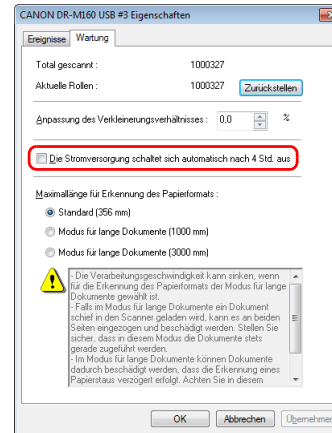 CANON DR-M160 USB #3 Eigenschaften
Ereignisse Wartung
Total gescannt : 1000327
Aktuelle Rollen : 1000327 Zurückstellen
Anpassung des Verkleinerungsverhältnisses : 0,0 %
Die Stromversorgung schaltet sich automatisch nach 4 Std. aus
Maximallänge für Erkennung des Papierformats :
Standard (356 mm)
Modus für lange Dokumente (1000 mm)
Modus für lange Dokumente (3000 mm)
- Die Verarbeitungsgeschwindigkeit kann sinken, wenn
für die Erkennung des Papierformats der Modus für lange
Dokumente gewählt ist.
- Falls im Modus für lange Dokumente ein Dokument
schief in den Scanner geladen wird, kann es an beiden
Seiten eingezogen und beschädigt werden. Stellen Sie
sicher, dass in diesem Modus die Dokumente stets
gerade zugeführt werden.
- Im Modus für lange Dokumente können Dokumente
dadurch beschädigt werden, dass die Erkennung eines
Papierstaus verzögert erfolgt. Achten Sie in diesem
OK Abbrechen Übernehmen